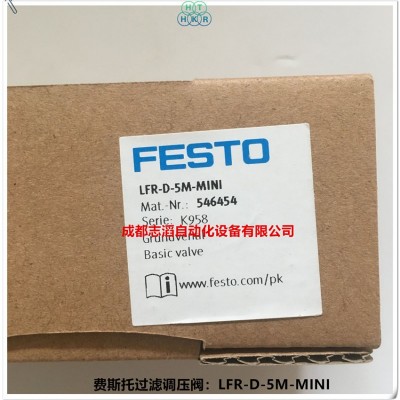 HT
HKR
FESTO
LFR-D-5M-MINI
Mat.-Nr.: 546454
Serie: K958
成都志滔自动化设备有限公司
Basic valve
www.festo.com/pk
费斯托过滤调压阀：LFR-D-5M-MINI